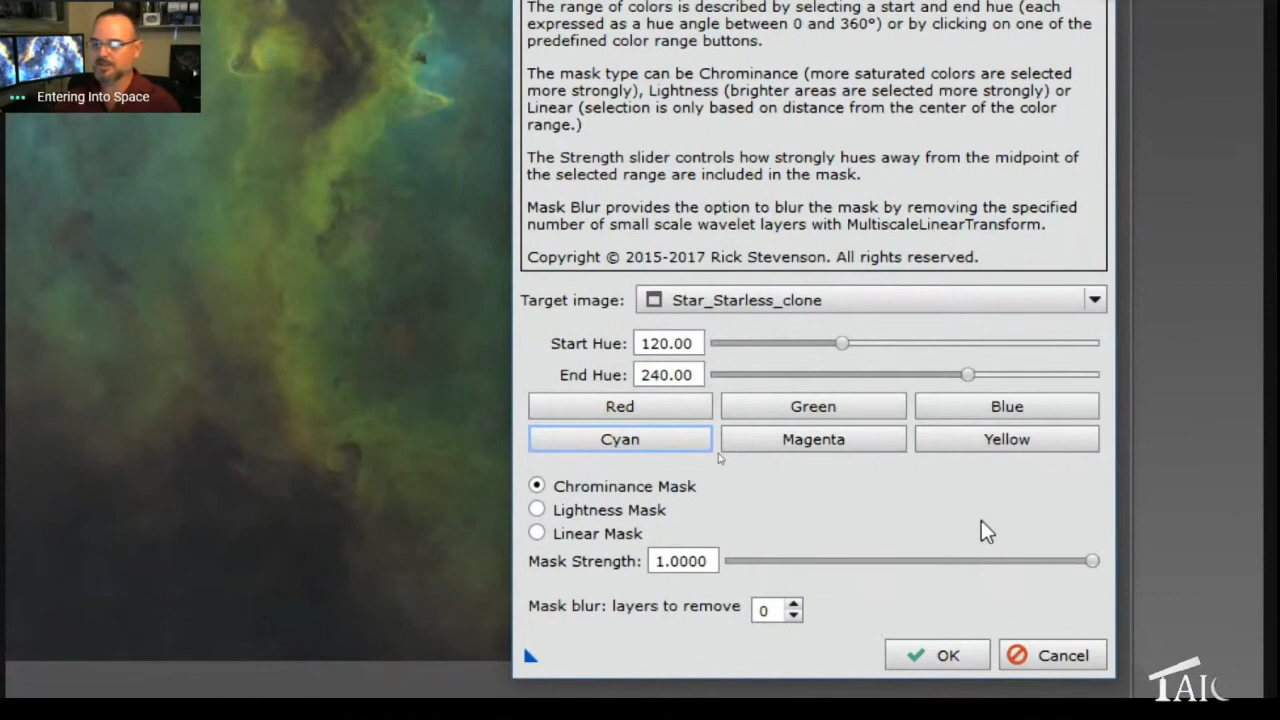 Entering Into Space
The range of colors is described by selecting a start and end hue (each
expressed as a hue angle between 0 and 360°) or by clicking on one of the
predefined color range buttons.
The mask type can be Chrominance (more saturated colors are selected
more strongly), Lightness (brighter areas are selected more strongly) or
Linear (selection is only based on distance from the center of the color
range.)
The Strength slider controls how strongly hues away from the midpoint of
the selected range are included in the mask.
Mask Blur provides the option to blur the mask by removing the specified
number of small scale wavelet layers with MultiscaleLinearTransform.
Copyright © 2015-2017 Rick Stevenson. All rights reserved.
Target image: Star_Starless_clone
Start Hue: 120.00
End Hue: 240.00
Red Green Blue
Cyan Magenta Yellow
Chrominance Mask
Lightness Mask
Linear Mask
Mask Strength: 1.0000
Mask blur: layers to remove 0
OK Cancel
TAIC